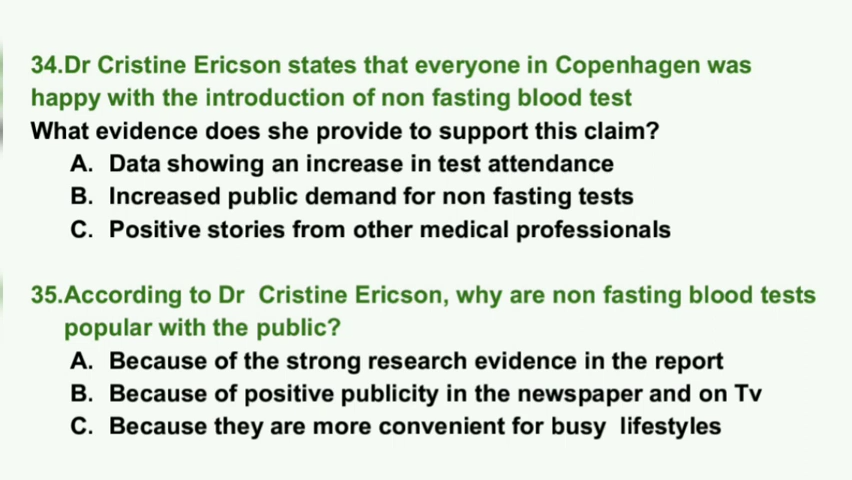 34.Dr Cristine Ericson states that everyone in Copenhagen was
happy with the introduction of non fasting blood test
What evidence does she provide to support this claim?
A. Data showing an increase in test attendance
B. Increased public demand for non fasting tests
C. Positive stories from other medical professionals
35.According to Dr Cristine Ericson, why are non fasting blood tests
popular with the public?
A. Because of the strong research evidence in the report
B. Because of positive publicity in the newspaper and on Tv
C. Because they are more convenient for busy lifestyles